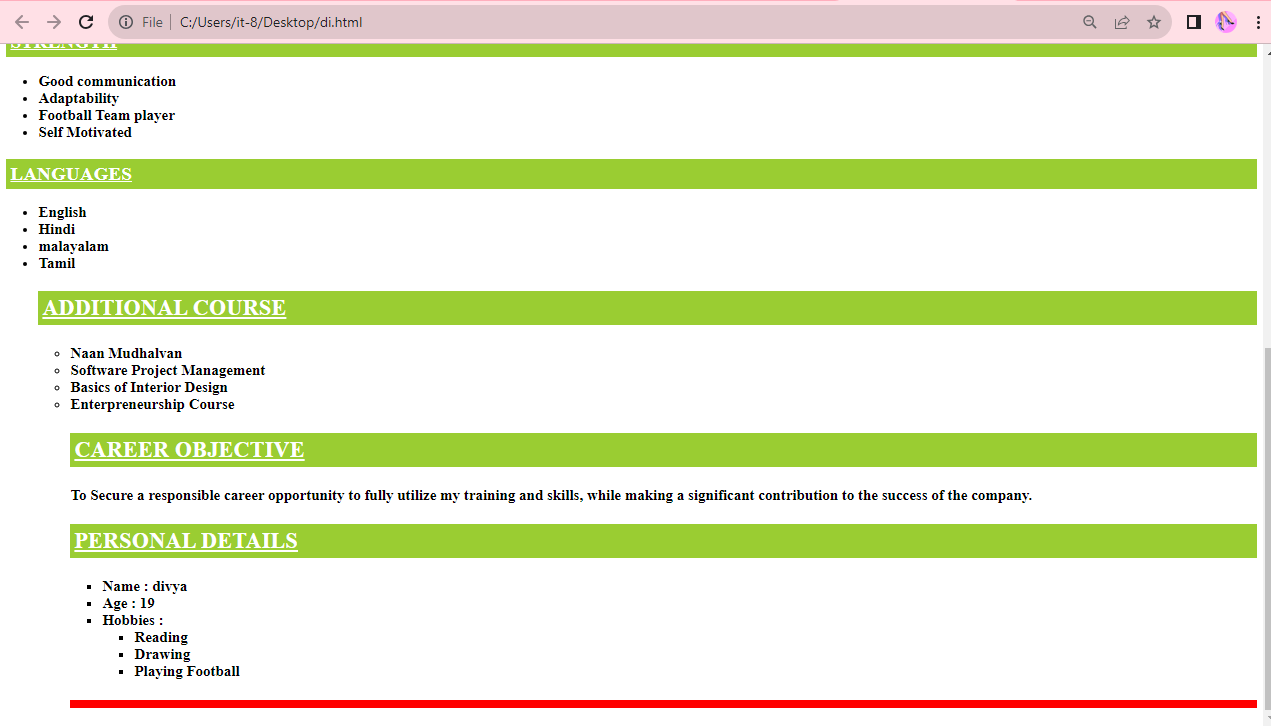 File
C:/Users/it-8/Desktop/di.html
STRENGTH
Good communication
Adaptability
Football Team player
Self Motivated
LANGUAGES
English
Hindi
malayalam
Tamil
ADDITIONAL COURSE
Naan Mudhalvan
Software Project Management
Basics of Interior Design
Enterpreneurship Course
CAREER OBJECTIVE
To Secure a responsible career opportunity to fully utilize my training and skills, while making a significant contribution to the success of the company.
PERSONAL DETAILS
Name : divya
Age : 19
Hobbies :
Reading
Drawing
Playing Football